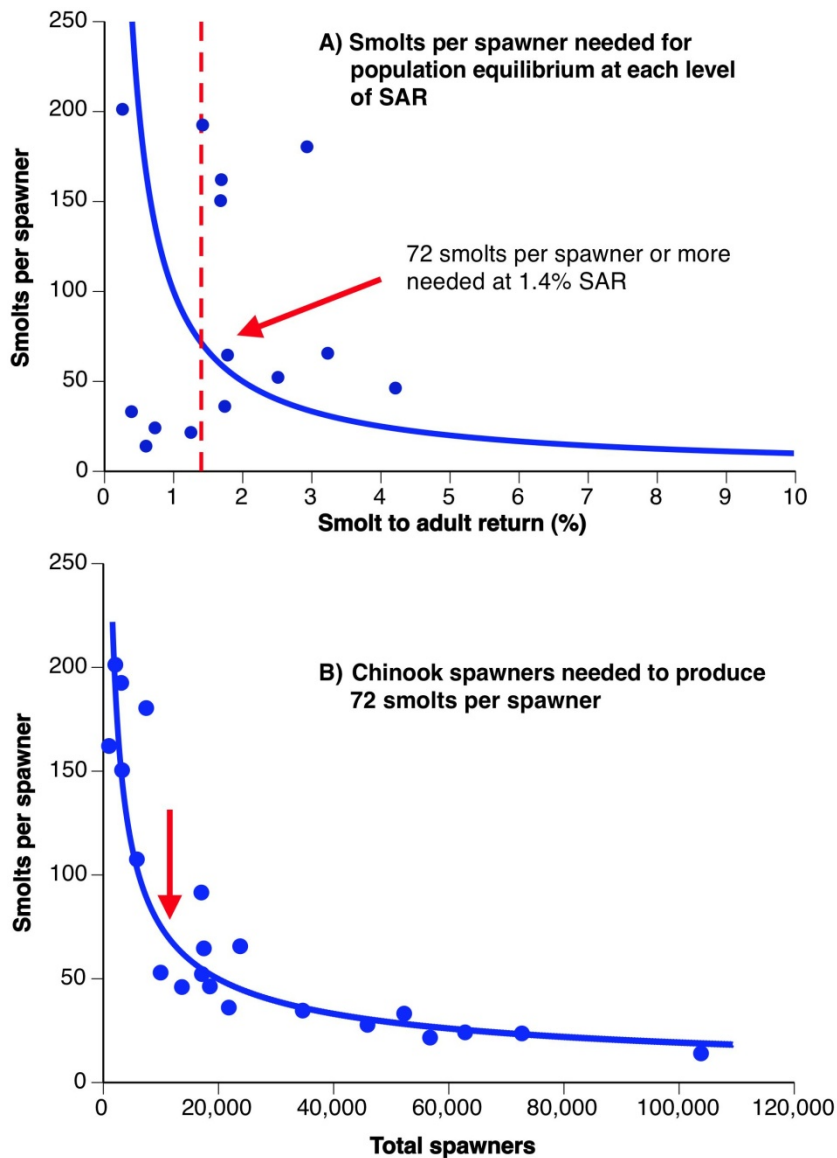 250
A) Smolts per spawner needed for
population equilibrium at each level
of SAR
200
150
72 smolts per spawner or more
needed at 1.4% SAR
100
50
0
Smolts per spawner
0 1 2 3 4 5 6 7 8 9 10
Smolt to adult return (%)
250
B) Chinook spawners needed to produce
72 smolts per spawner
200
150
100
50
0
Smolts per spawner
0 20,000 40,000 60,000 80,000 100,000 120,000
Total spawners